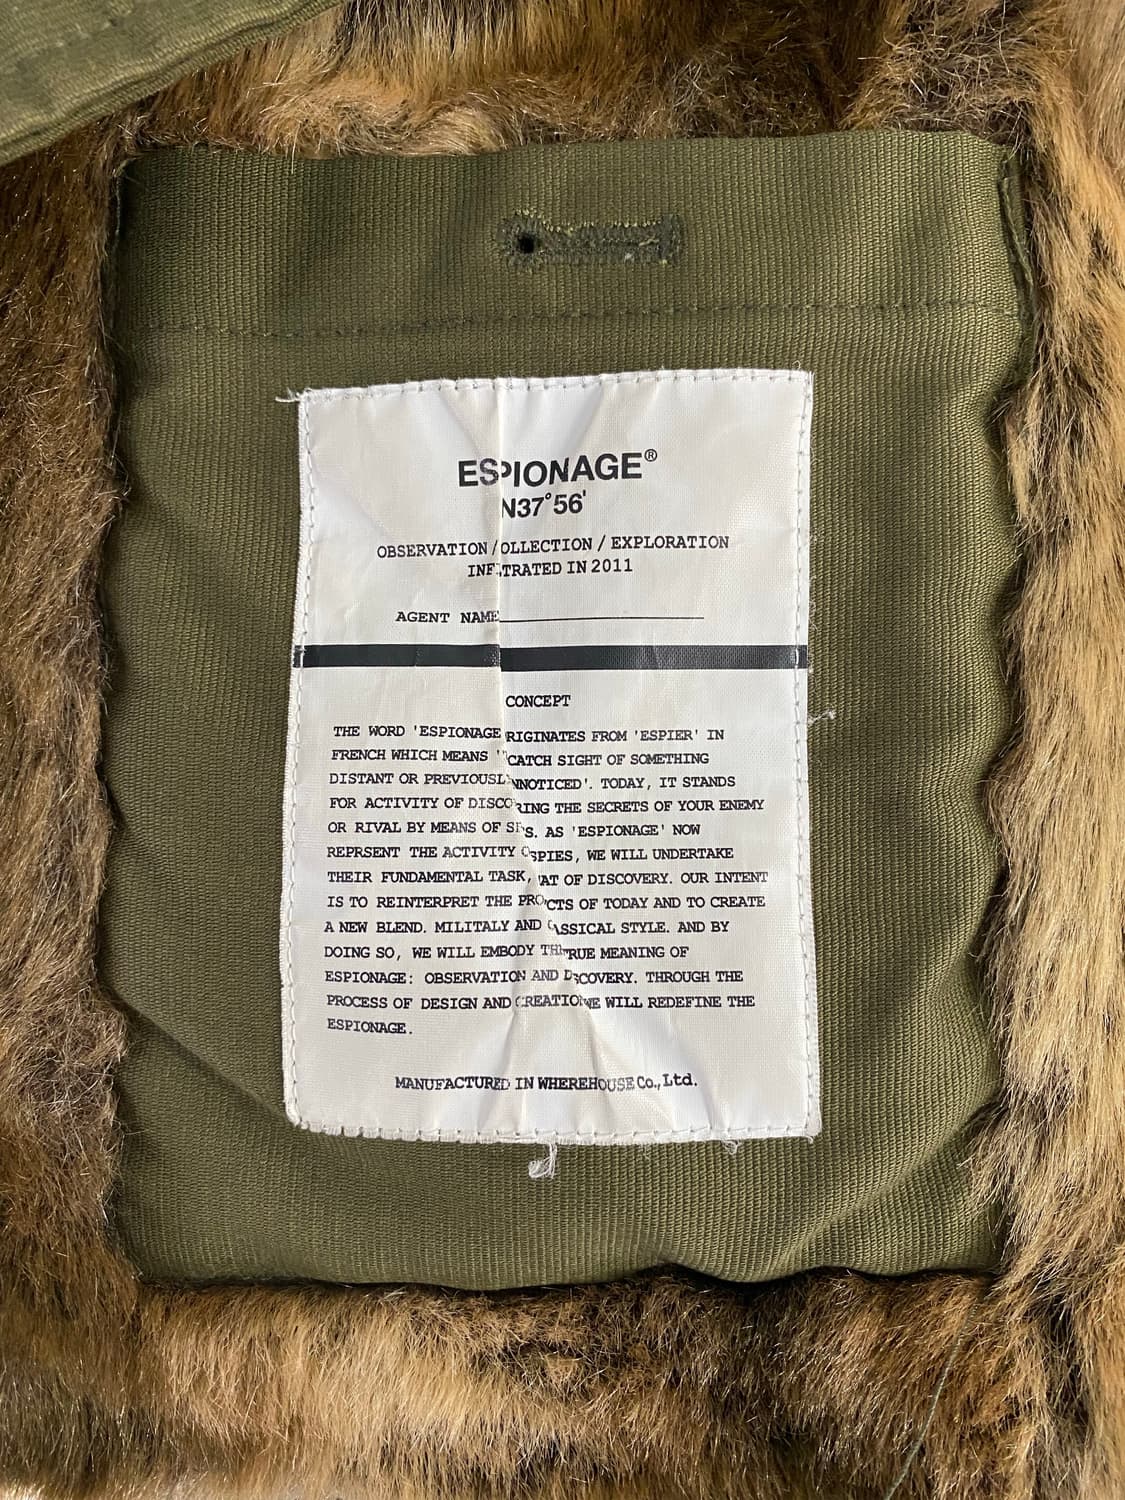 ESPIONAGE®
N37°56'
OBSERVATION / OLLECTION / EXPLORATION
INF TRATED IN 2011
AGENT NAME
CONCEPT
THE WORD 'ESPIONAGE RIGINATES FROM 'ESPIER' IN
FRENCH WHICH MEANS ' CATCH SIGHT OF SOMETHING
DISTANT OR PREVIOUSL NNOTICED'. TODAY, IT STANDS
FOR ACTIVITY OF DISCO RING THE SECRETS OF YOUR ENEMY
OR RIVAL BY MEANS OF S S. AS 'ESPIONAGE' NOW
REPRSENT THE ACTIVITY O SPIES, WE WILL UNDERTAKE
THEIR FUNDAMENTAL TASK, AT OF DISCOVERY. OUR INTENT
IS TO REINTERPRET THE PRO CTS OF TODAY AND TO CREATE
A NEW BLEND. MILITALY AND ASSICAL STYLE. AND BY
DOING SO, WE WILL EMBODY TH TRUE MEANING OF
ESPIONAGE: OBSERVATION AND D SCOVERY. THROUGH THE
PROCESS OF DESIGN AND CREATION WE WILL REDEFINE THE
ESPIONAGE.
MANUFACTURED IN WHEREHOUSE Co., Ltd.